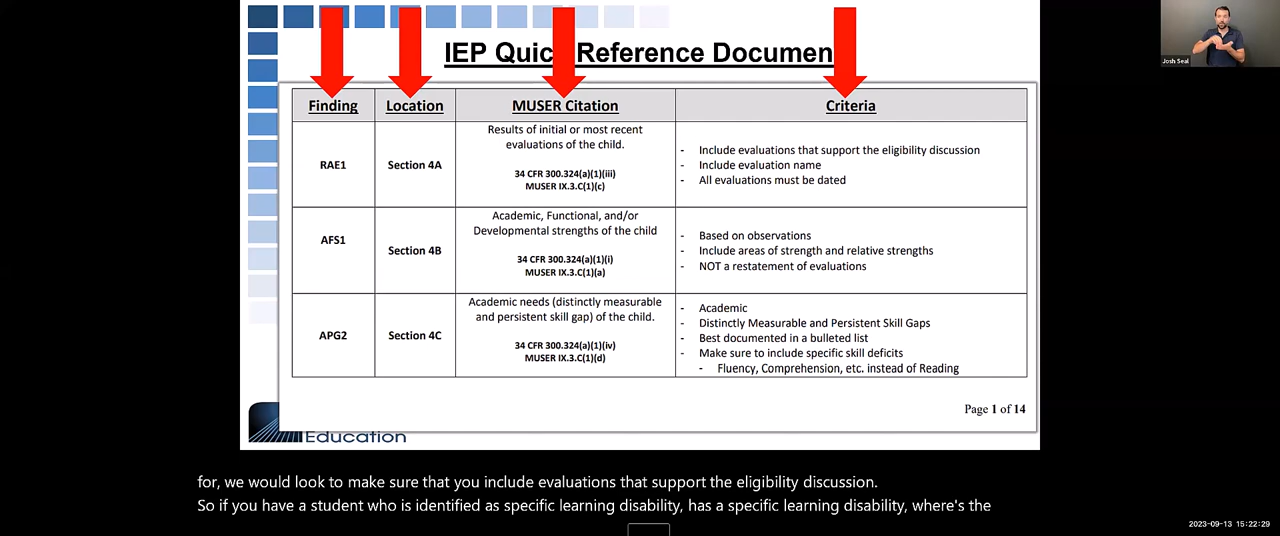 Josh Seal
IEP Quick Reference Documen
Finding
Location
MUSER Citation
Criteria
RAE1
Section 4A
Results of initial or most recent
evaluations of the child.
34 CFR 300.324(a)(1)(iii)
MUSER IX.3.C(1)(c)
- Include evaluations that support the eligibility discussion
- Include evaluation name
- All evaluations must be dated
AFS1
Section 4B
Academic, Functional, and/or
Developmental strengths of the child
34 CFR 300.324(a)(1)(i)
MUSER IX.3.C(1)(a)
- Based on observations
- Include areas of strength and relative strengths
- NOT a restatement of evaluations
APG2
Section 4C
Academic needs (distinctly measurable
and persistent skill gap) of the child.
34 CFR 300.324(a)(1)(iv)
MUSER IX.3.C(1)(d)
- Academic
- Distinctly Measurable and Persistent Skill Gaps
- Best documented in a bulleted list
- Make sure to include specific skill deficits
- Fluency, Comprehension, etc. instead of Reading
Page 1 of 14
Education
for, we would look to make sure that you include evaluations that support the eligibility discussion.
So if you have a student who is identified as specific learning disability, has a specific learning disability, where's the
2023-09-13 15:22:29